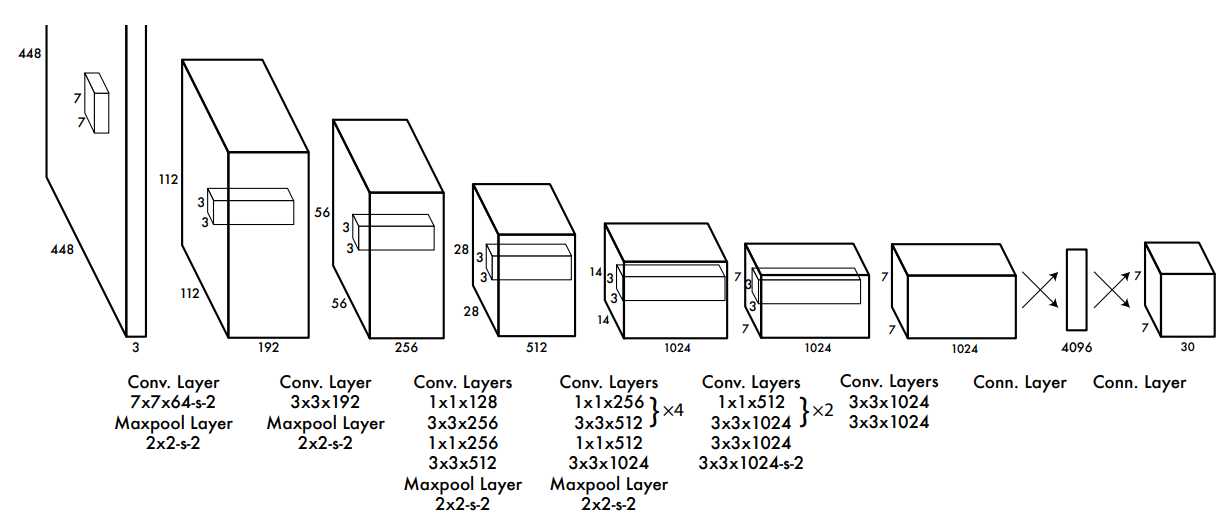 448
7
7
448
3
112
3
3
112
192
56
3
3
56
256
28
3
3
28
512
14
3
3
14
1024
7
3
3
7
1024
7
7
1024
4096
7
7
30
Conv. Layer
7x7x64-s-2
Maxpool Layer
2x2-s-2
Conv. Layer
3x3x192
Maxpool Layer
2x2-s-2
Conv. Layers
1x1x128
3x3x256
1x1x256
3x3x512
Maxpool Layer
2x2-s-2
Conv. Layers
1x1x256
3x3x512
}×4
1x1x512
3x3x1024
Maxpool Layer
2x2-s-2
Conv. Layers
1x1x512
3x3x1024
}×2
3x3x1024
3x3x1024-s-2
Conv. Layers
3x3x1024
3x3x1024
Conn. Layer
Conn. Layer